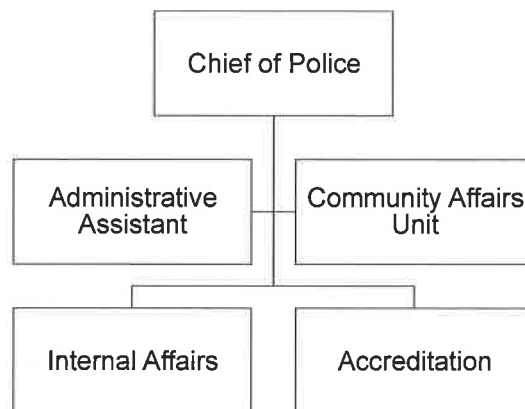 Chief of Police
Administrative
Assistant
Community Affairs
Unit
Internal Affairs
Accreditation